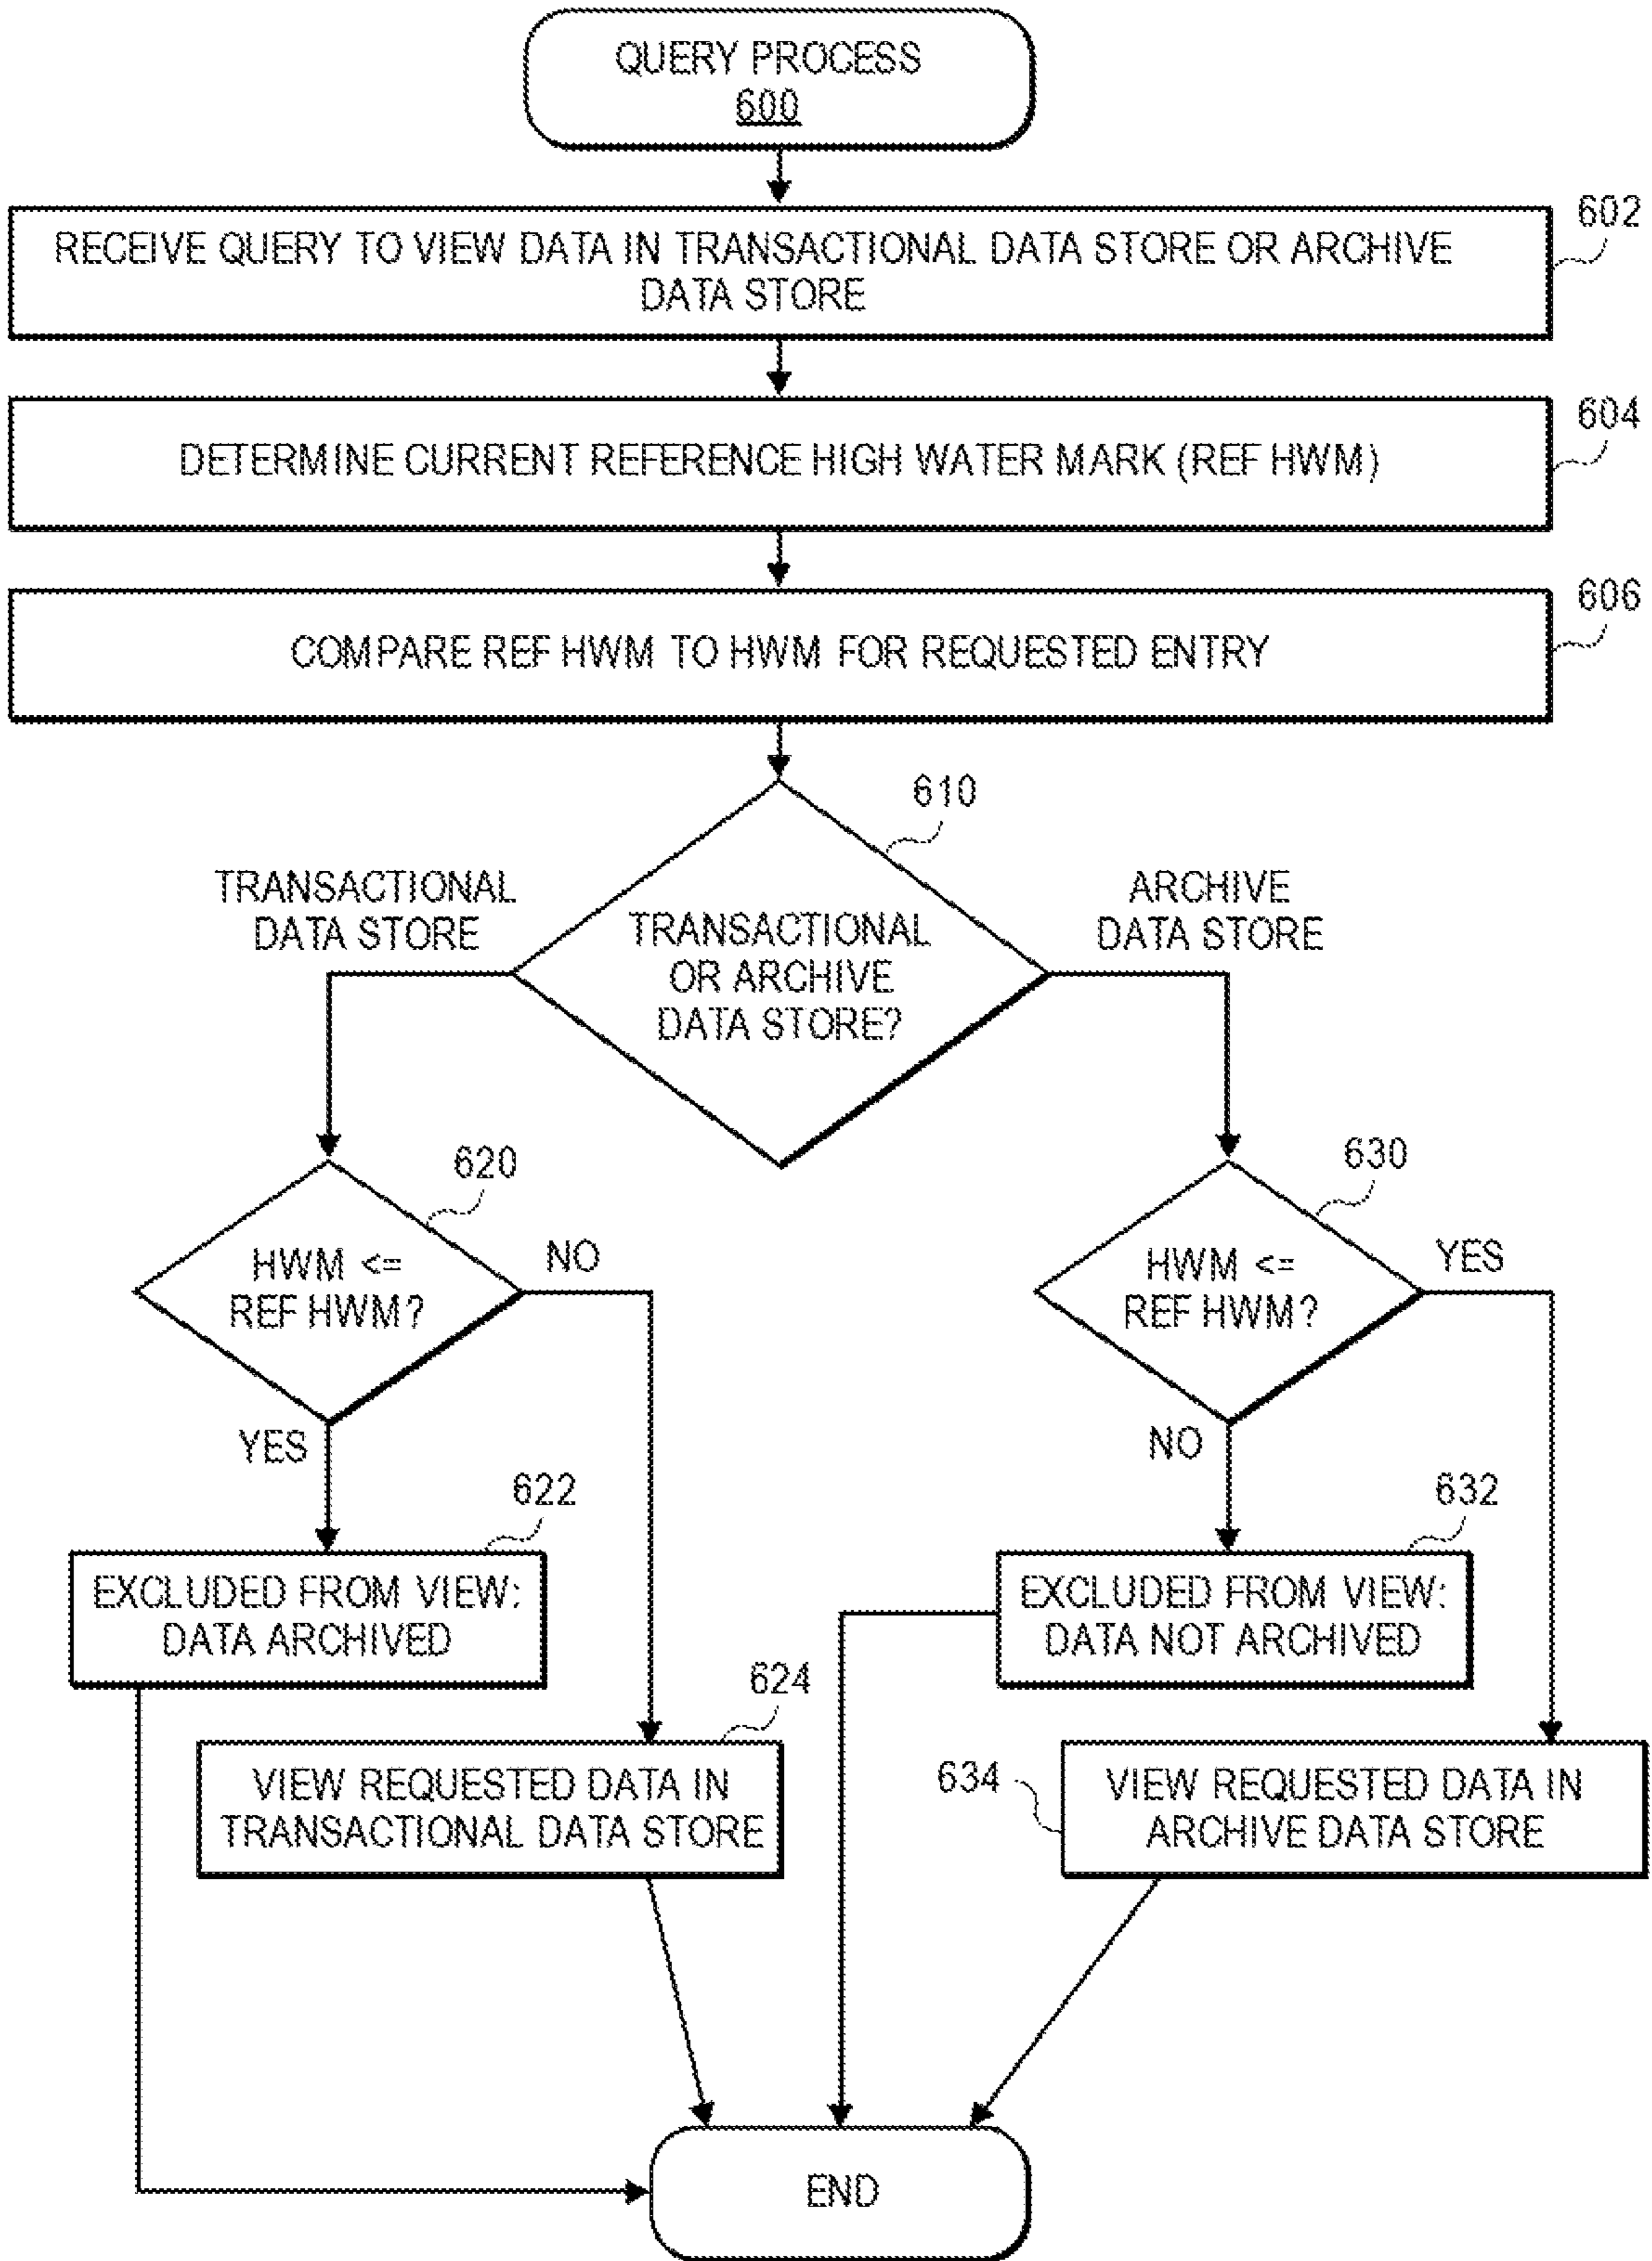 QUERY PROCESS
600
602
RECEIVE QUERY TO VIEW DATA IN TRANSACTIONAL DATA STORE OR ARCHIVE
DATA STORE
604
DETERMINE CURRENT REFERENCE HIGH WATER MARK (REF HWM)
606
COMPARE REF HWM TO HWM FOR REQUESTED ENTRY
610
TRANSACTIONAL
DATA STORE
TRANSACTIONAL
OR ARCHIVE
DATA STORE?
ARCHIVE
DATA STORE
620
HWM <=
REF HWM?
NO
YES
630
HWM <=
REF HWM?
YES
NO
622
EXCLUDED FROM VIEW:
DATA ARCHIVED
632
EXCLUDED FROM VIEW:
DATA NOT ARCHIVED
624
VIEW REQUESTED DATA IN
TRANSACTIONAL DATA STORE
634
VIEW REQUESTED DATA IN
ARCHIVE DATA STORE
END